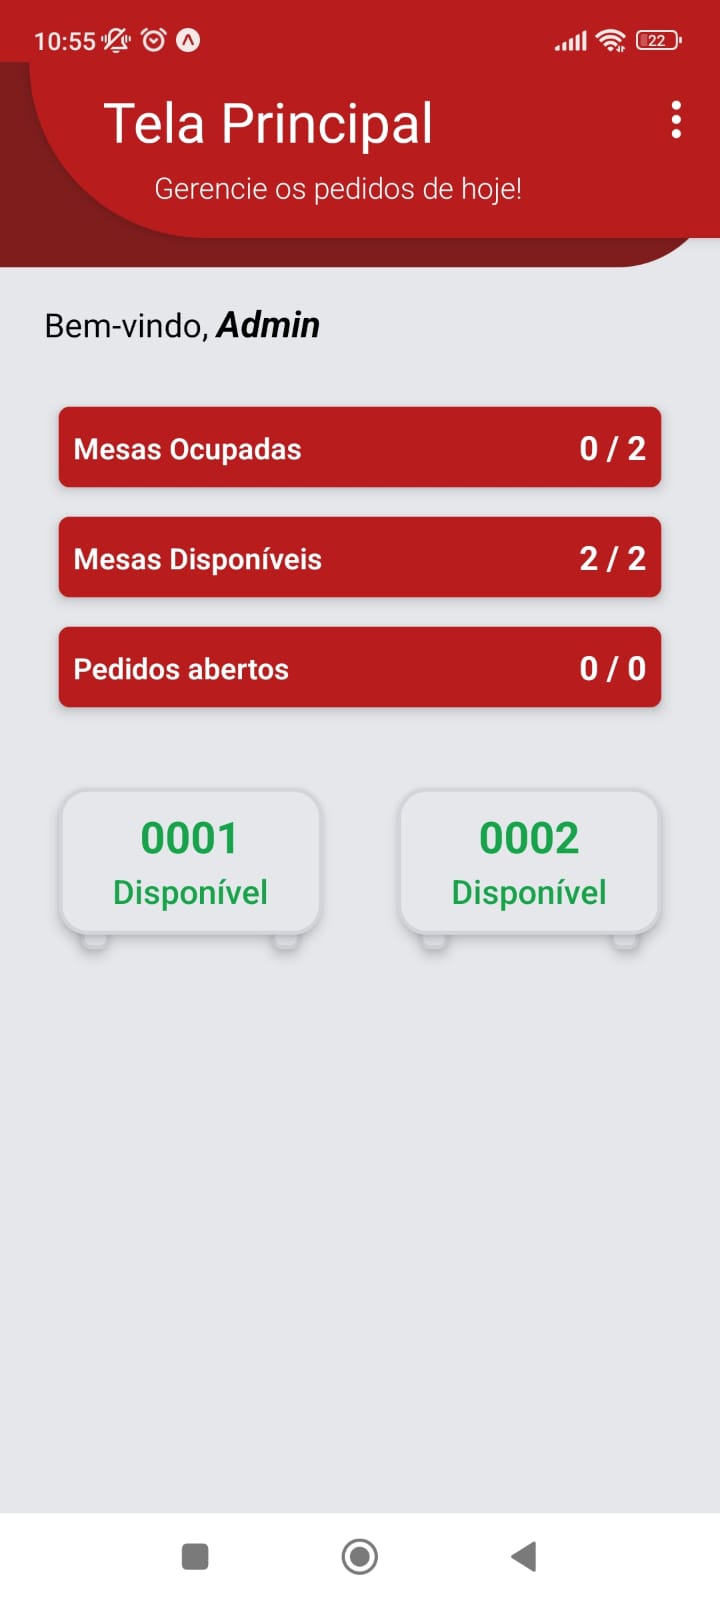 10:55
22
Tela Principal
Gerencie os pedidos de hoje!
Bem-vindo, Admin
Mesas Ocupadas 0 / 2
Mesas Disponíveis 2 / 2
Pedidos abertos 0 / 0
0001 0002
Disponível Disponível